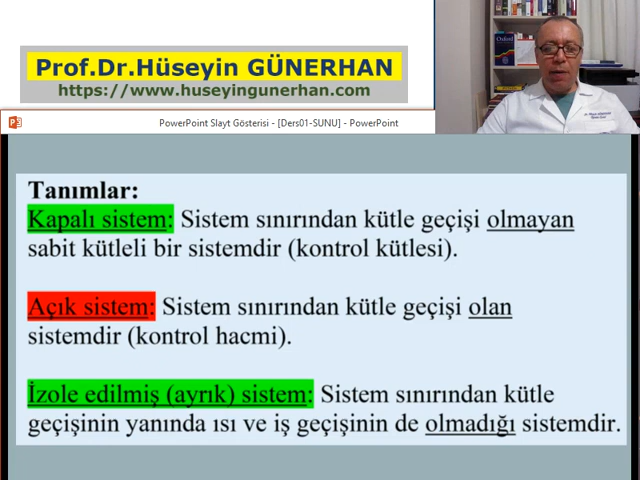 Prof.Dr.Hüseyin GÜNERHAN
https://www.huseyingunerhan.com
PowerPoint Slayt Gösterisi - [Ders01-SUNU] - PowerPoint
Tanımlar:
Kapalı sistem: Sistem sınırından kütle geçişi olmayan
sabit kütleli bir sistemdir (kontrol kütlesi).
Açık sistem: Sistem sınırından kütle geçişi olan
sistemdir (kontrol hacmi).
İzole edilmiş (ayrık) sistem: Sistem sınırından kütle
geçişinin yanında ısı ve iş geçişinin de olmadığı sistemdir.
Oxford